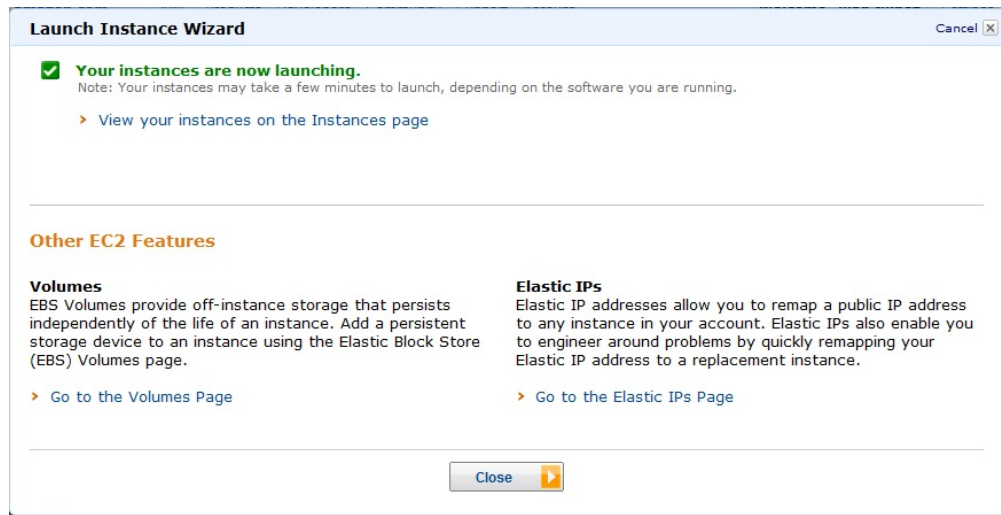 Launch Instance Wizard
Cancel
Your instances are now launching.
Note: Your instances may take a few minutes to launch, depending on the software you are running.
> View your instances on the Instances page
Other EC2 Features
Volumes
EBS Volumes provide off-instance storage that persists
independently of the life of an instance. Add a persistent
storage device to an instance using the Elastic Block Store
(EBS) Volumes page.
> Go to the Volumes Page
Elastic IPs
Elastic IP addresses allow you to remap a public IP address
to any instance in your account. Elastic IPs also enable you
to engineer around problems by quickly remapping your
Elastic IP address to a replacement instance.
> Go to the Elastic IPs Page
Close